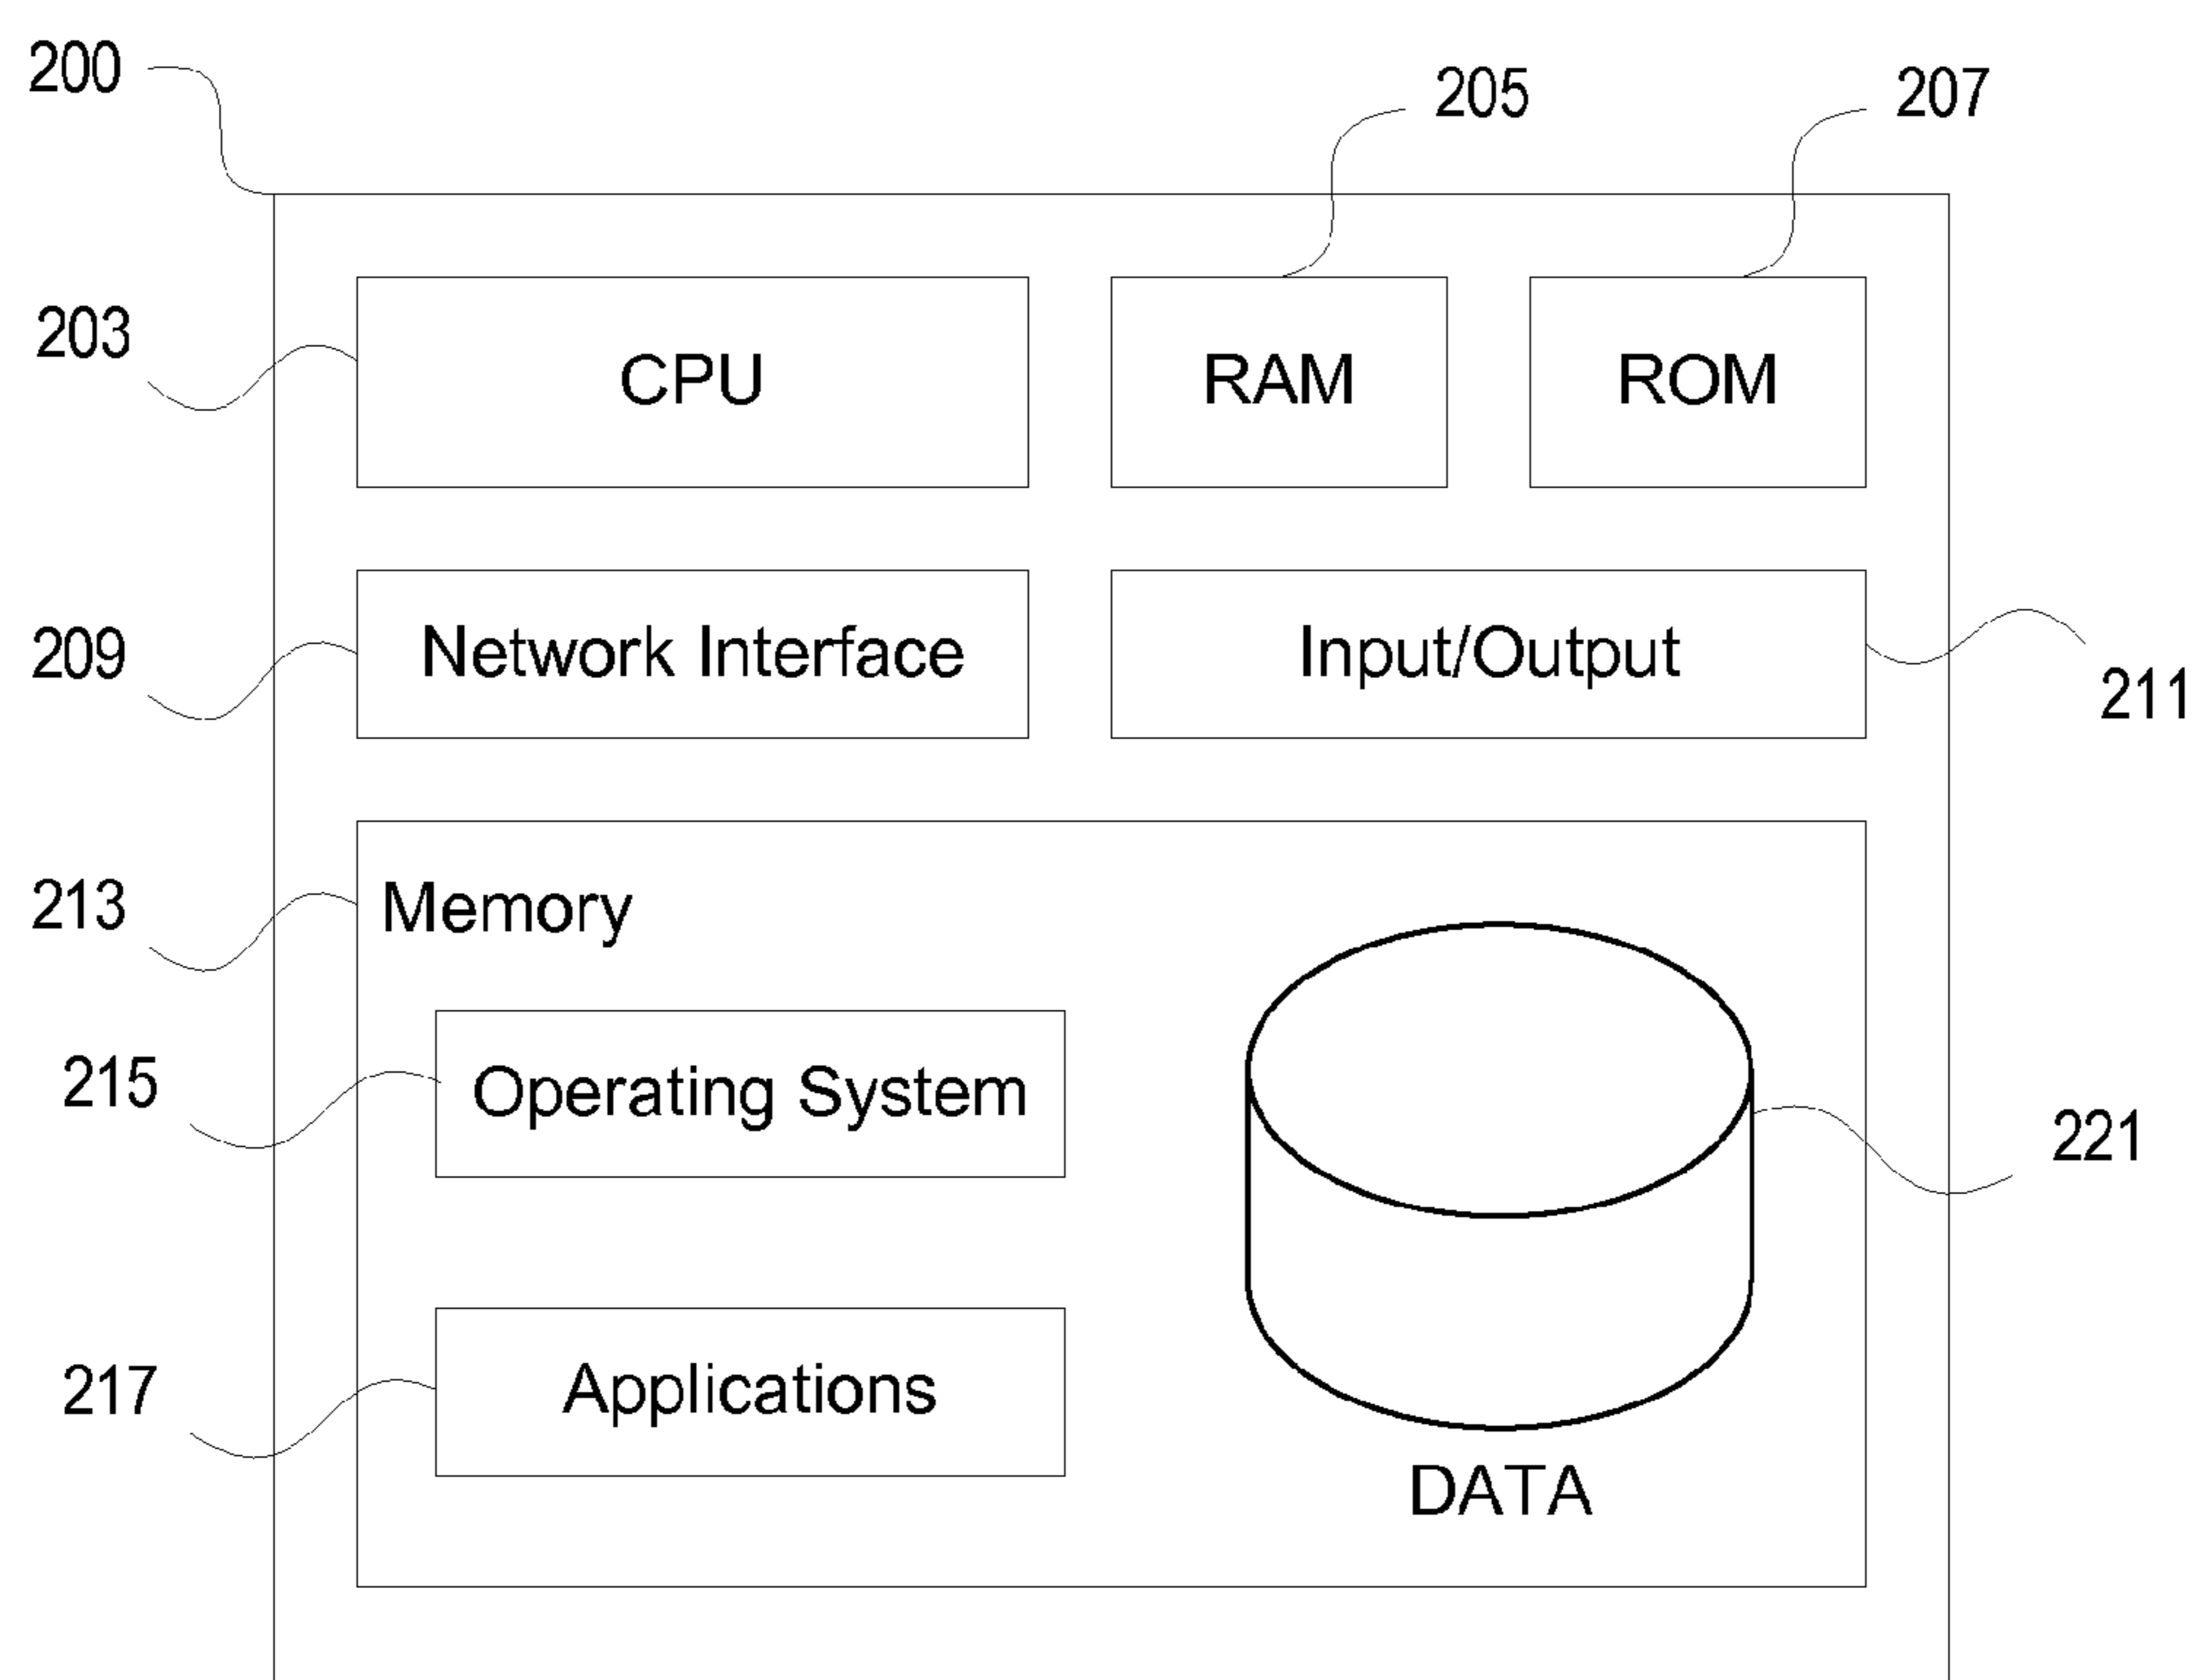 200
205
207
203
CPU
RAM
ROM
209
Network Interface
Input/Output
211
213
Memory
215
Operating System
221
217
Applications
DATA